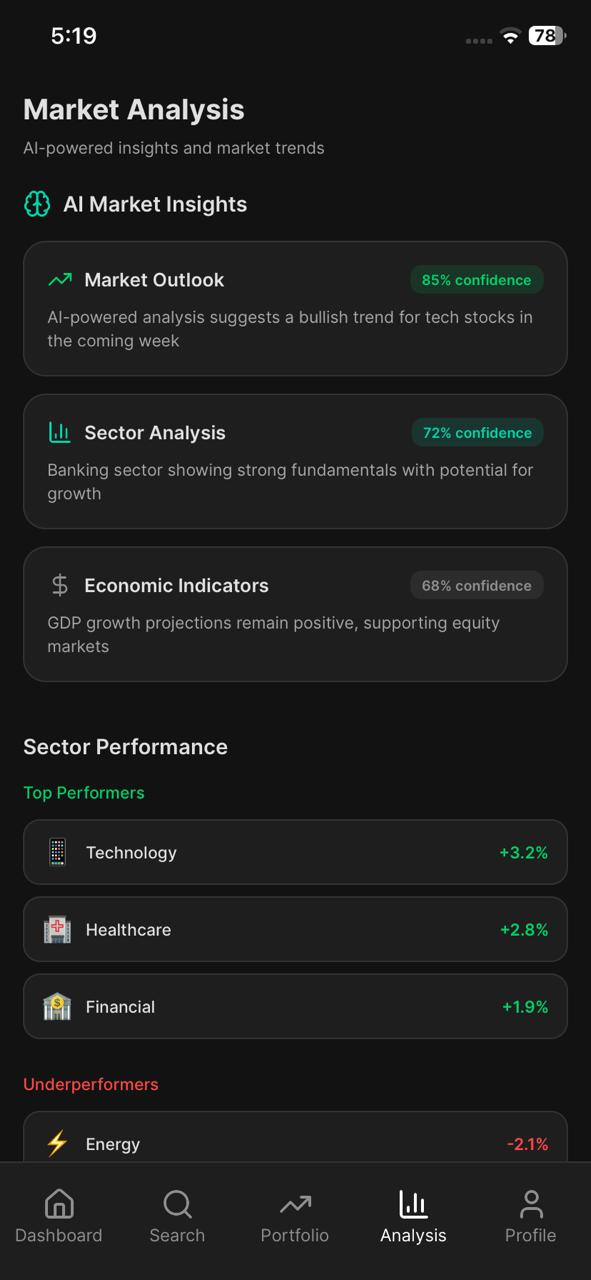 5:19
78
Market Analysis
AI-powered insights and market trends
AI Market Insights
Market Outlook
85% confidence
AI-powered analysis suggests a bullish trend for tech stocks in
the coming week
Sector Analysis
72% confidence
Banking sector showing strong fundamentals with potential for
growth
Economic Indicators
68% confidence
GDP growth projections remain positive, supporting equity
markets
Sector Performance
Top Performers
Technology
+3.2%
Healthcare
+2.8%
Financial
+1.9%
Underperformers
Energy
-2.1%
Dashboard
Search
Portfolio
Analysis
Profile